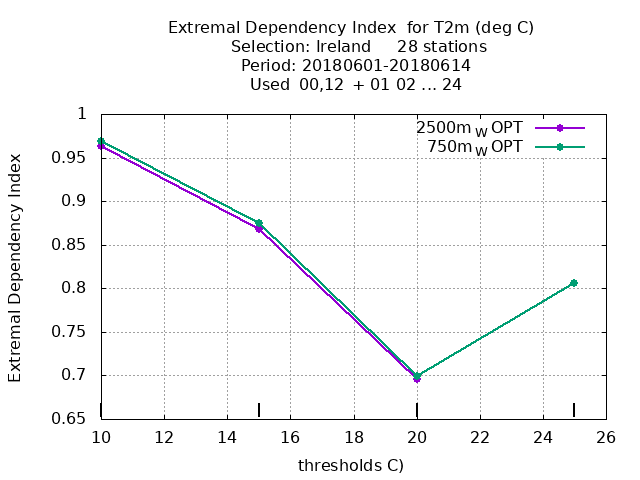 Extremal Dependency Index  for T2m (deg C)
Selection: Ireland     28 stations
Period: 20180601-20180614
Used  00,12  + 01 02 ... 24
Extremal Dependency Index
1
0.95
0.9
0.85
0.8
0.75
0.7
0.65
2500m W OPT
750m W OPT
10 12 14 16 18 20 22 24 26
thresholds C)